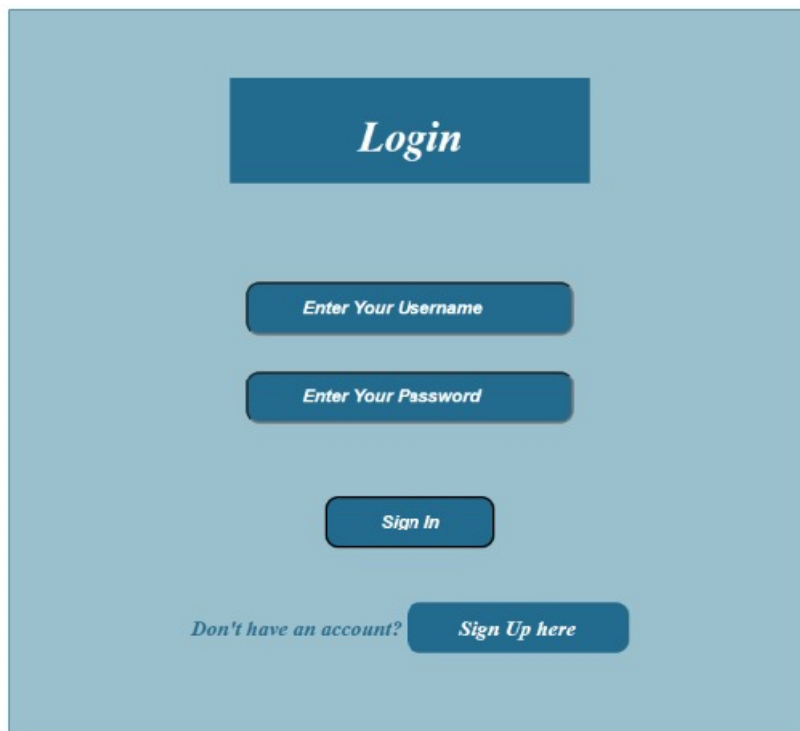 Login
Enter Your Username
Enter Your Password
Sign In
Don't have an account? Sign Up here